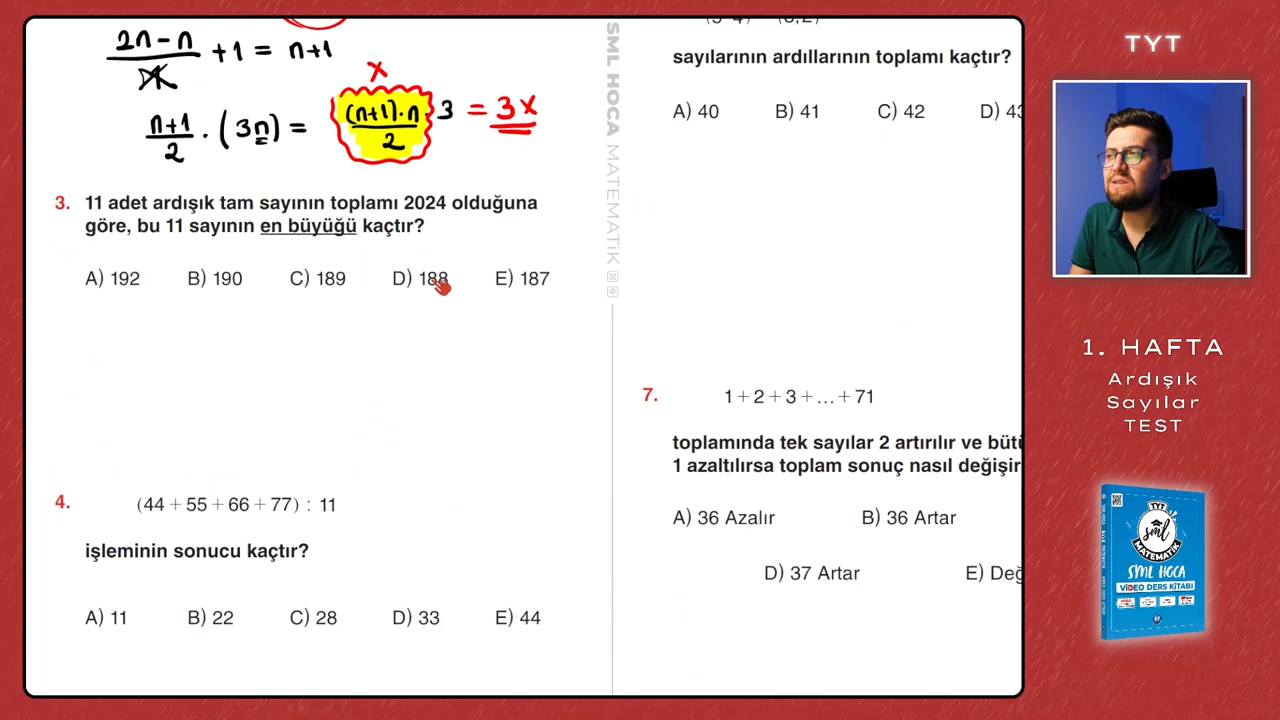 2n-n
+1 = n+1
n+1
2
. (3n) =
x
(n+1).n
2
.3 = 3x
3. 11 adet ardışık tam sayının toplamı 2024 olduğuna
göre, bu 11 sayının en büyüğü kaçtır?
A) 192 B) 190 C) 189 D) 188 E) 187
4. (44 + 55 + 66 + 77) : 11
işleminin sonucu kaçtır?
A) 11 B) 22 C) 28 D) 33 E) 44
SML HOCA MATEMATİK
sayılarının ardıllarının toplamı kaçtır?
A) 40 B) 41 C) 42 D)
7. 1 + 2 + 3 + ... + 71
toplamında tek sayılar 2 artırılır ve
1 azaltılırsa toplam sonuç nasıl
A) 36 Azalır B) 36 Artar
D) 37 Artar E)
TYT
1. HAFTA
Ardışık
Sayılar
TEST
TYT
sml
MATEMATİK
SML HOCA
VİDEO DERS KİTABI